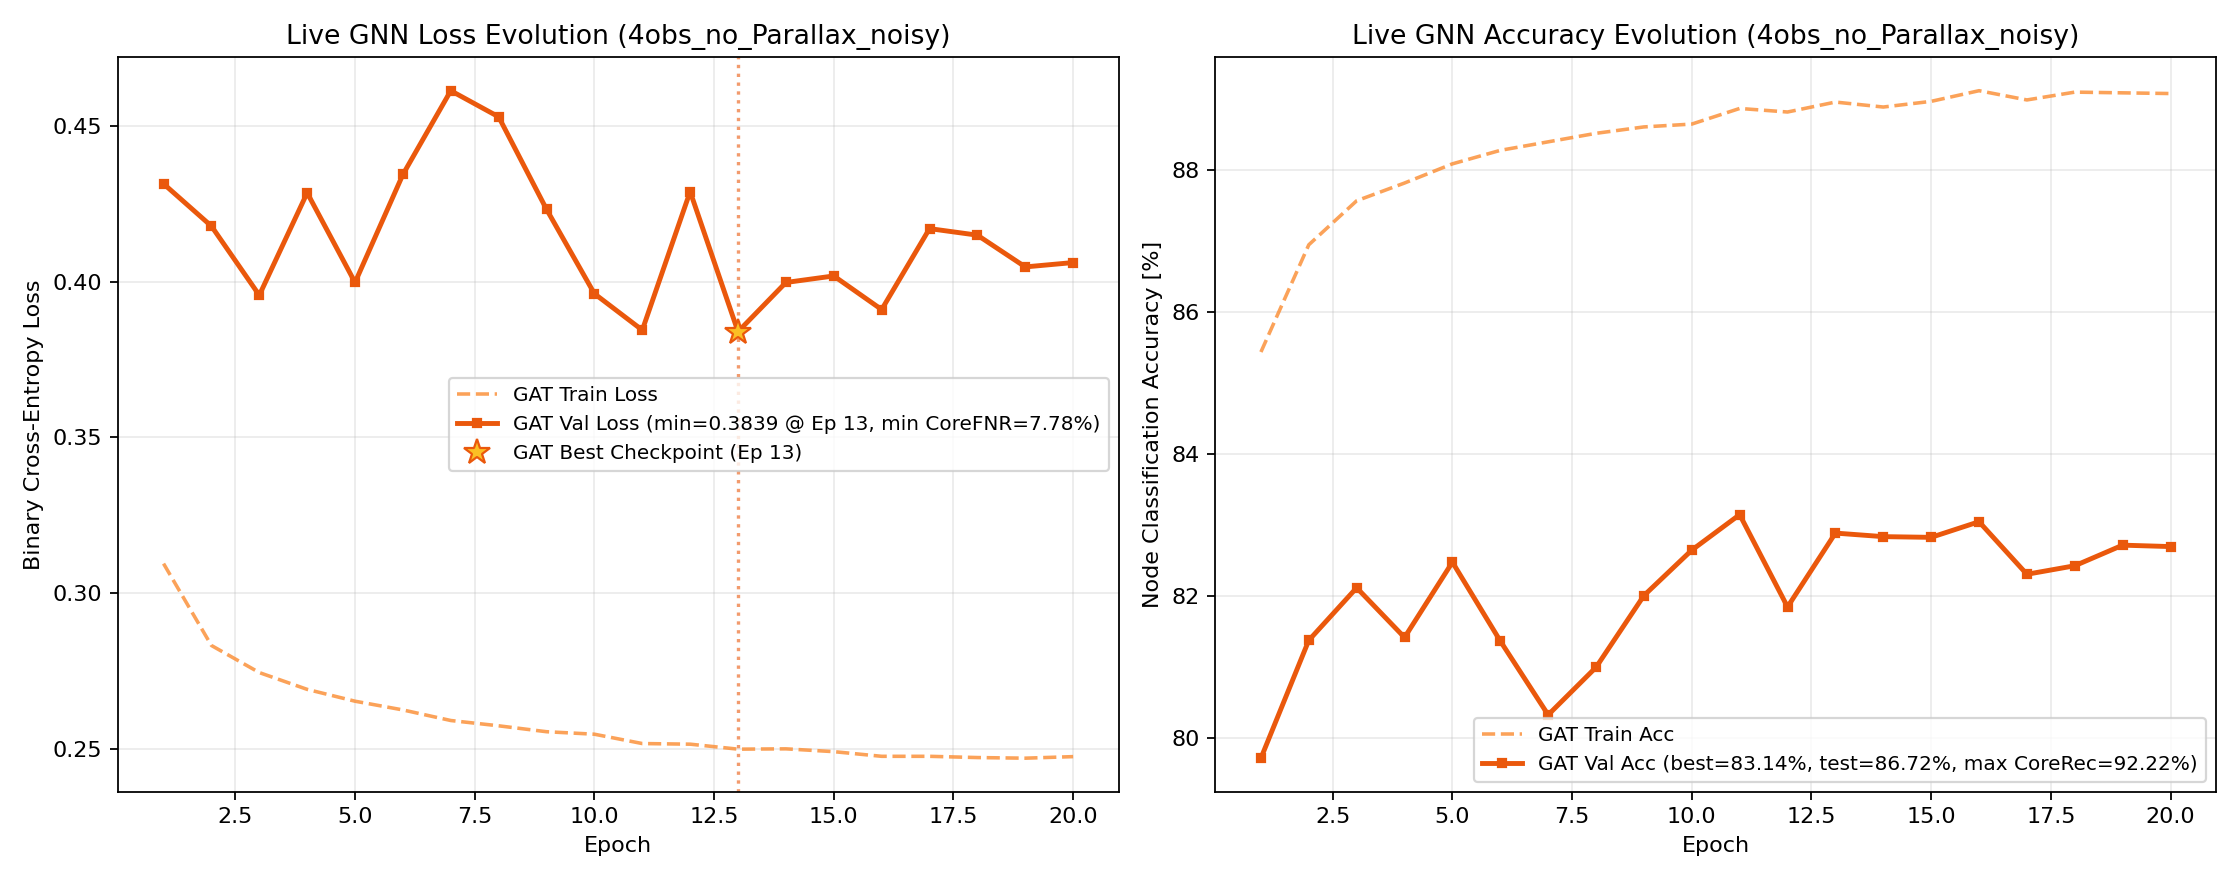 Live GNN Loss Evolution (4obs_no_Parallax_noisy)
Binary Cross-Entropy Loss
0.45
0.40
0.35
0.30
0.25
GAT Train Loss
GAT Val Loss (min=0.3839 @ Ep 13, min CoreFNR=7.78%)
GAT Best Checkpoint (Ep 13)
2.5 5.0 7.5 10.0 12.5 15.0 17.5 20.0
Epoch
Live GNN Accuracy Evolution (4obs_no_Parallax_noisy)
Node Classification Accuracy [%]
88
86
84
82
80
GAT Train Acc
GAT Val Acc (best=83.14%, test=86.72%, max CoreRec=92.22%)
2.5 5.0 7.5 10.0 12.5 15.0 17.5 20.0
Epoch